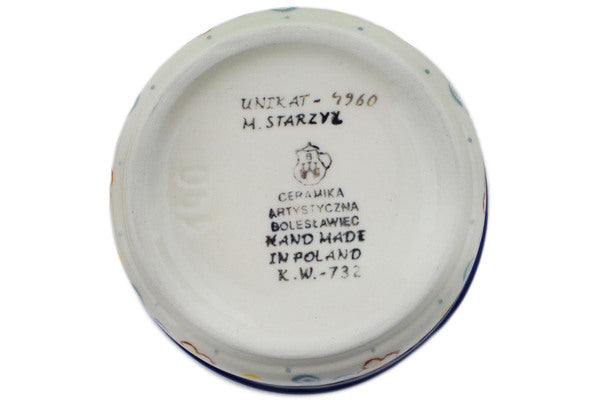 UNIKAT - 4960
M. STARZYK
CERAMIKA
ARTYSTYCZNA
BOLESŁAWIEC
HAND MADE
IN POLAND
K.W.-732